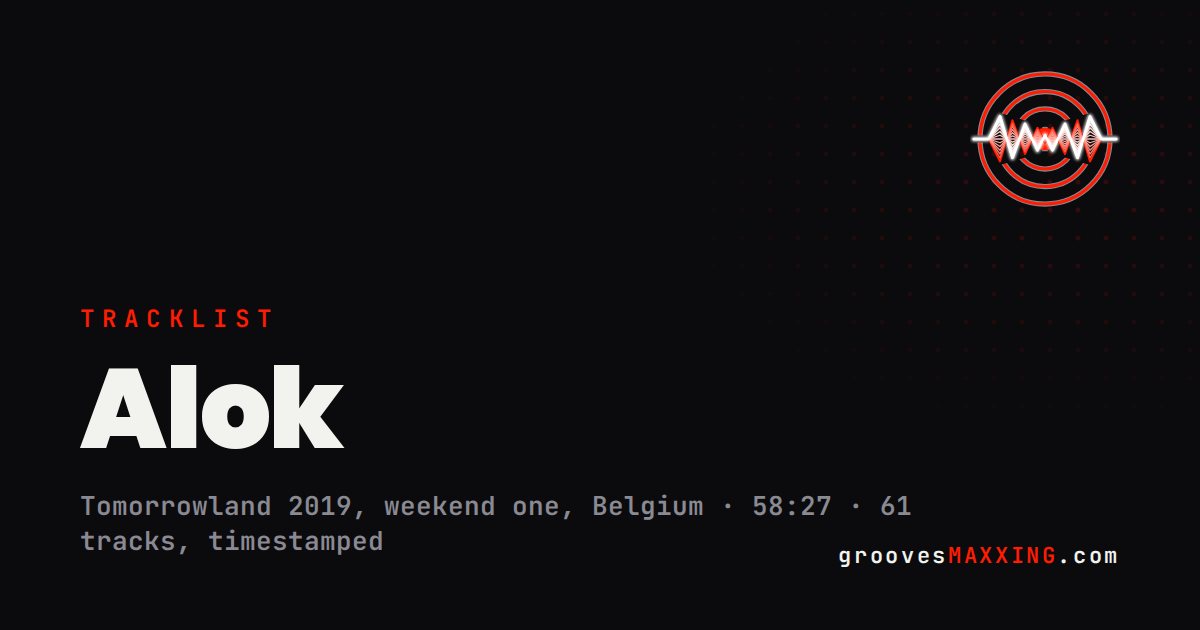 TRACKLIST
Alok
Tomorrowland 2019, weekend one, Belgium · 58:27 · 61
tracks, timestamped
groovesMAXXING.com